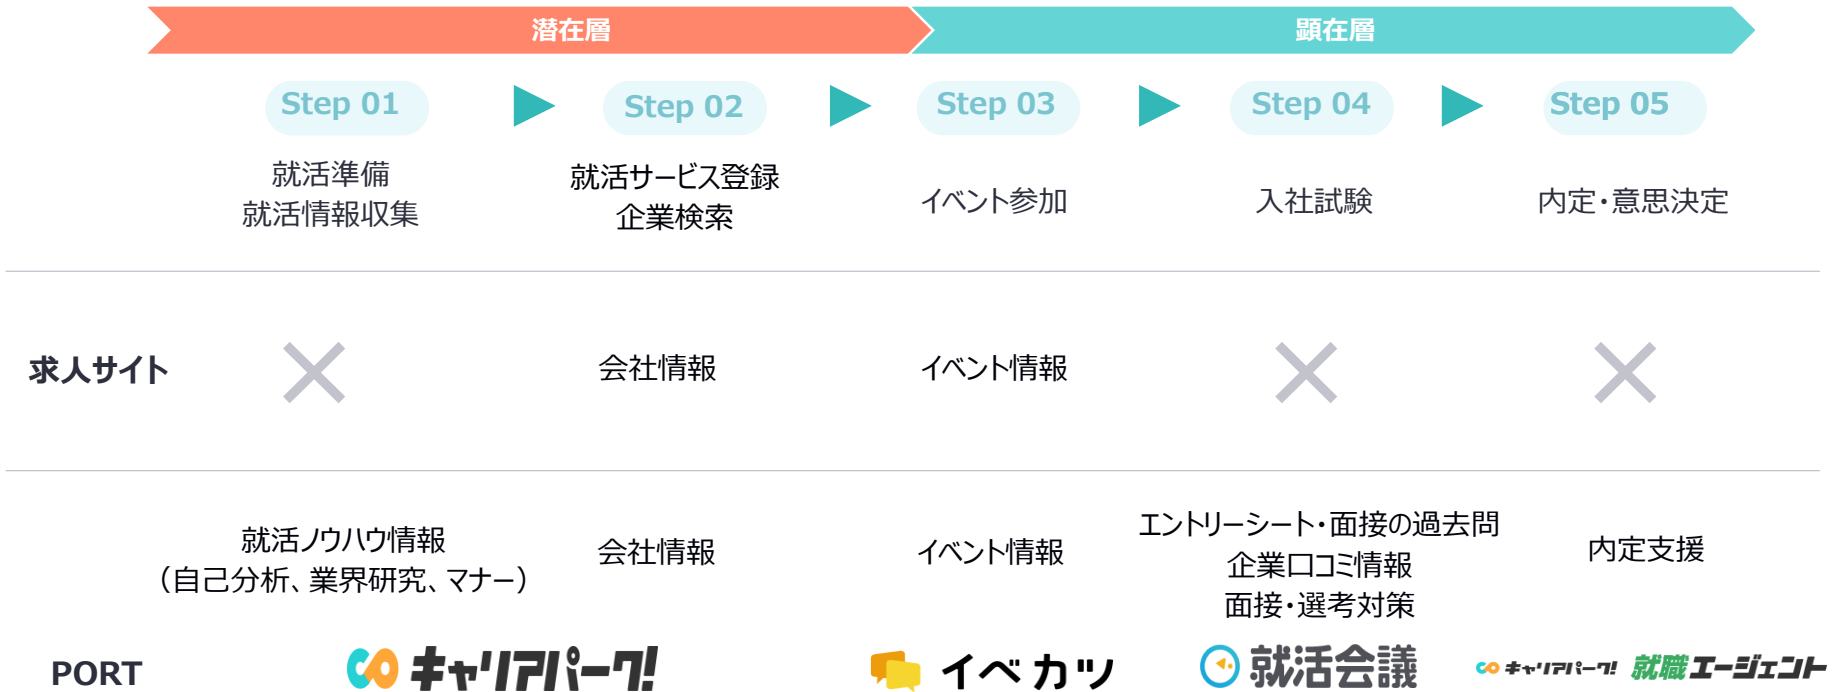 潜在層
顕在層
Step 01
Step 02
Step 03
Step 04
Step 05
就活準備
就活情報収集
就活サービス登録
企業検索
イベント参加
入社試験
内定・意思決定
求人サイト
会社情報
イベント情報
就活ノウハウ情報
（自己分析、業界研究、マナー）
会社情報
イベント情報
エントリーシート・面接の過去問
企業口コミ情報
面接・選考対策
内定支援
PORT
キャリアパーク!
イベカツ
就活会議
キャリアパーク! 就職エージェント